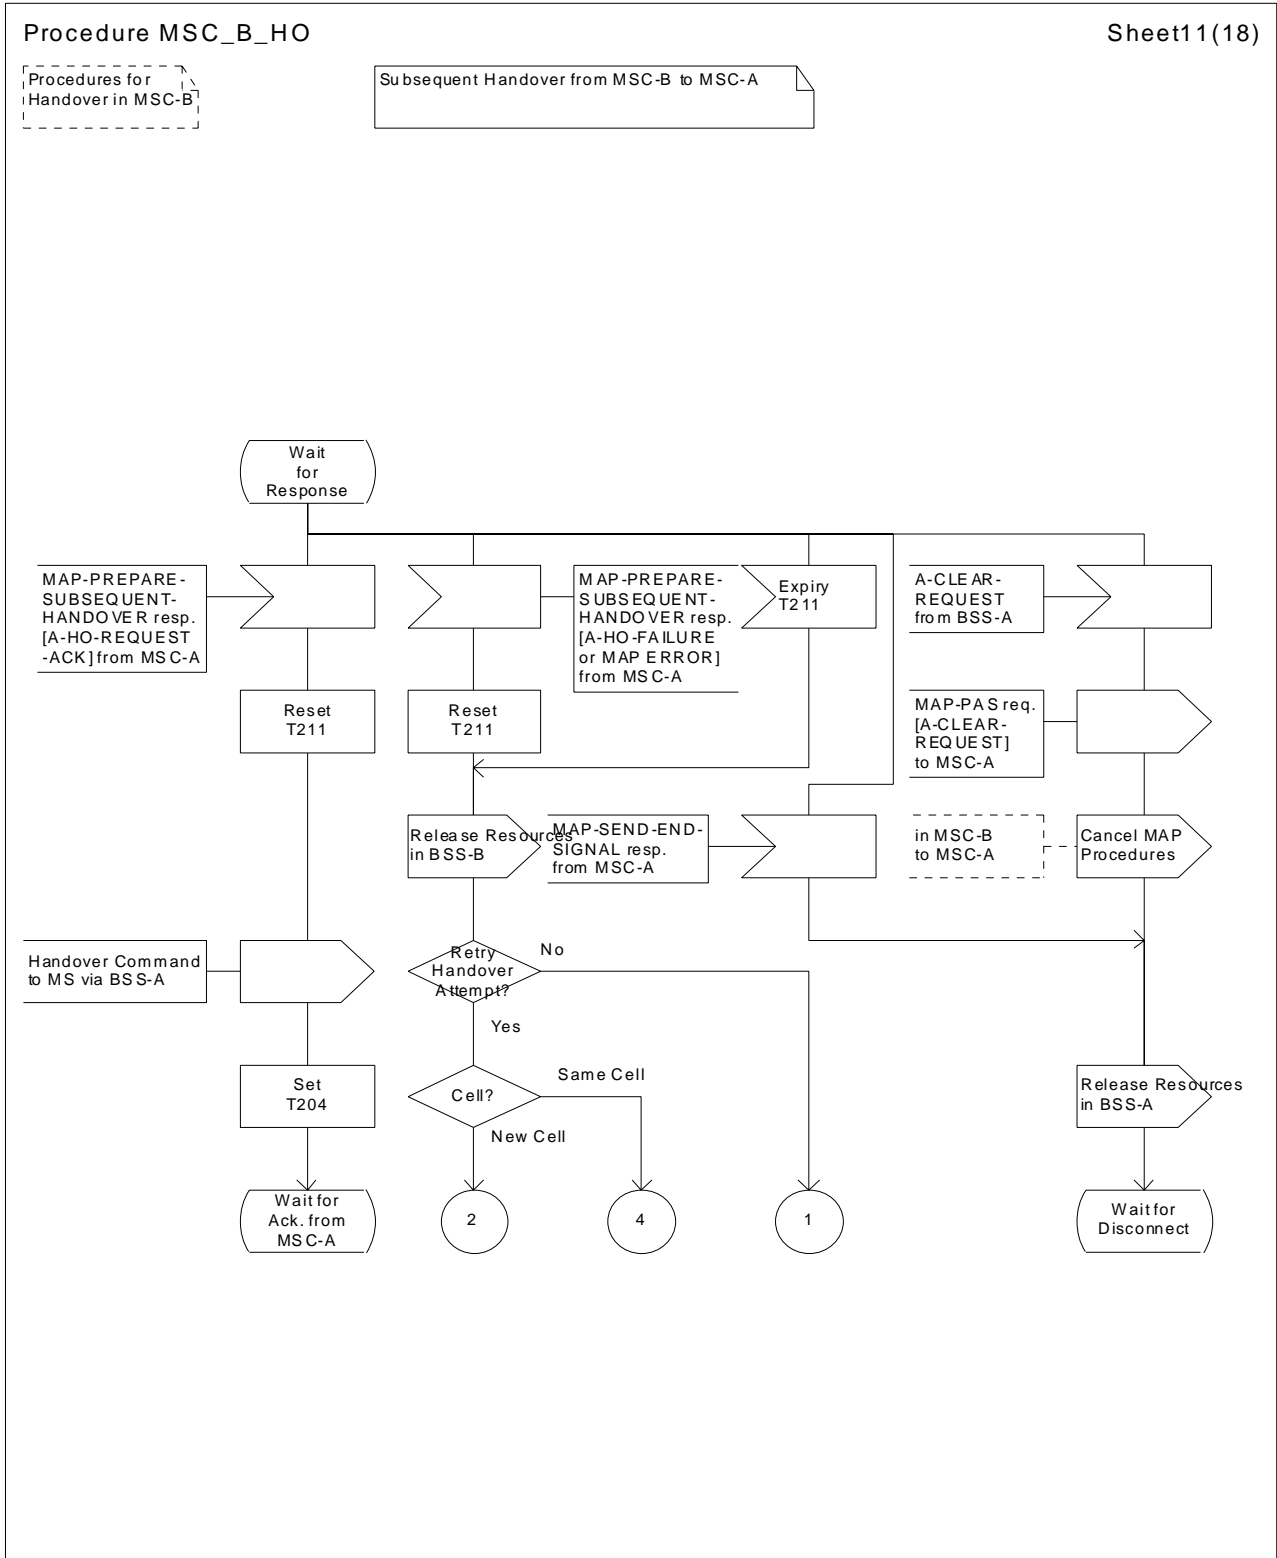 Procedure MSC_B_HO
Sheet11(18)
Procedures for
Handover in MSC-B
Subsequent Handover from MSC-B to MSC-A
Wait
for
Response
MAP-PREPARE-
SUBSEQUENT-
HANDOVER resp.
[A-HO-REQUEST
-ACK] from MSC-A
MAP-PREPARE-
SUBSEQUENT-
HANDOVER resp.
[A-HO-FAILURE
or MAP ERROR]
from MSC-A
Expiry
T211
A-CLEAR-
REQUEST
from BSS-A
Reset
T211
Reset
T211
MAP-PAS req.
[A-CLEAR-
REQUEST]
to MSC-A
Release Resources
in BSS-B
MAP-SEND-END-
SIGNAL resp.
from MSC-A
in MSC-B
to MSC-A
Cancel MAP
Procedures
Handover Command
to MS via BSS-A
Retry
Handover
Attempt?
No
Yes
Set
T204
Cell?
Same Cell
New Cell
Release Resources
in BSS-A
Wait for
Ack. from
MSC-A
2
4
1
Wait for
Disconnect